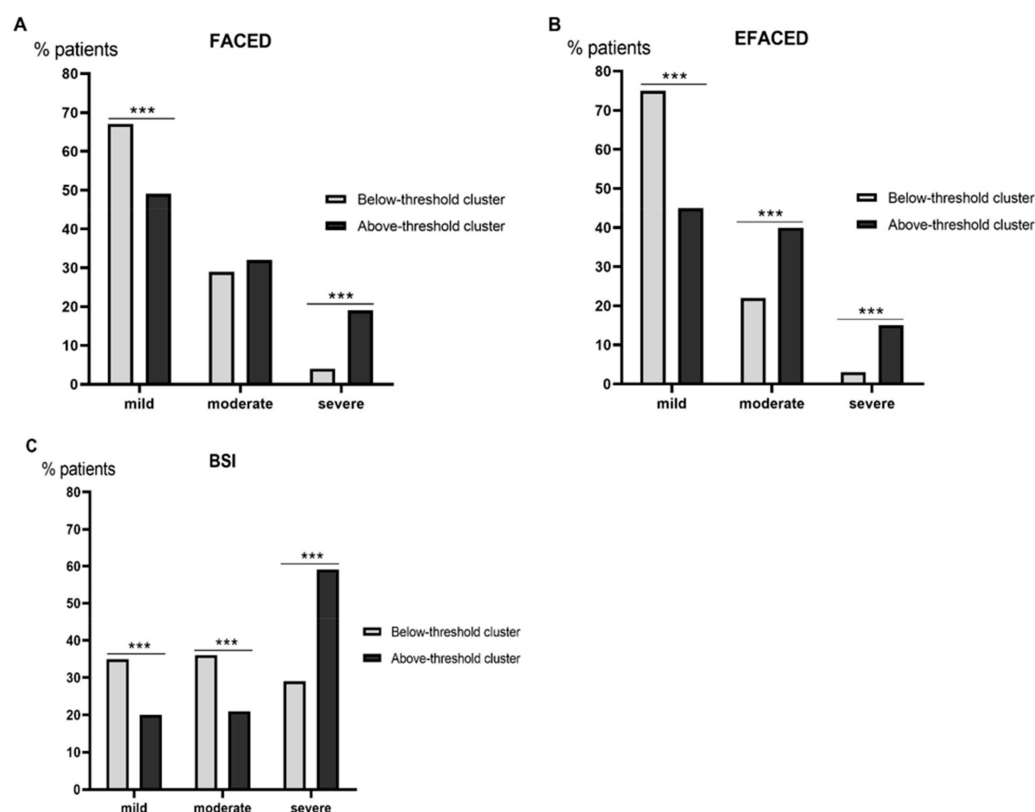 A
FACED
% patients
80
70
60
50
40
30
20
10
0
***
***
mild
moderate
severe
Below-threshold cluster
Above-threshold cluster
B
EFACED
% patients
80
70
60
50
40
30
20
10
0
***
***
***
mild
moderate
severe
Below-threshold cluster
Above-threshold cluster
C
BSI
% patients
80
70
60
50
40
30
20
10
0
***
***
***
mild
moderate
severe
Below-threshold cluster
Above-threshold cluster